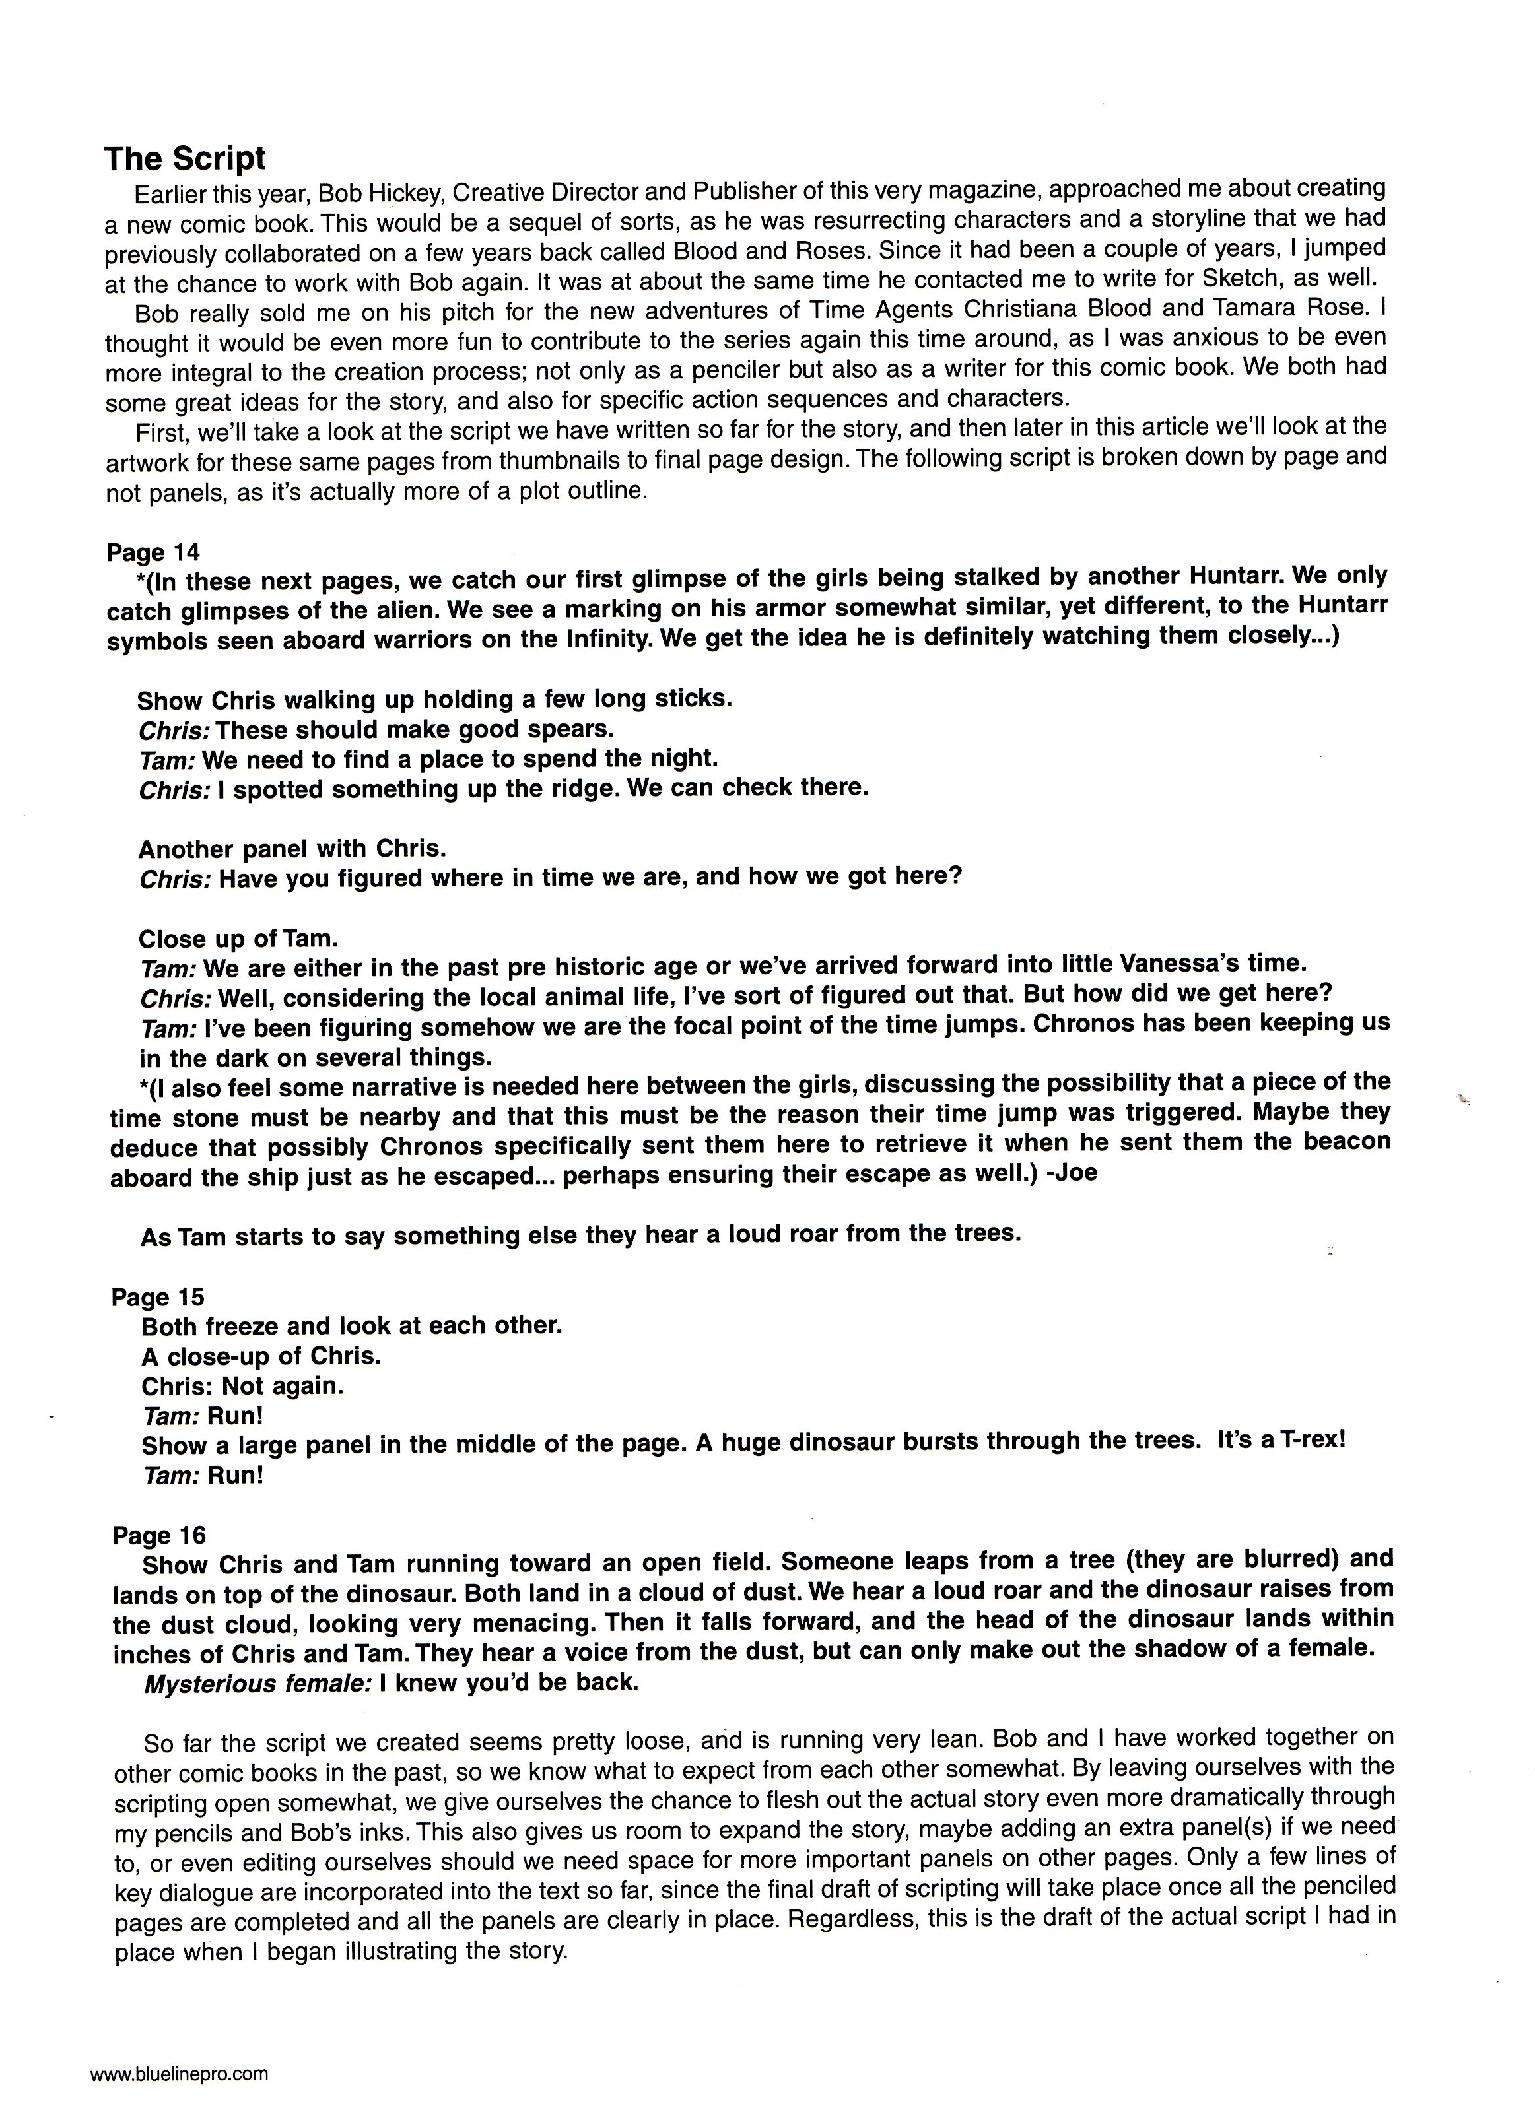 The Script
Earlier this year, Bob Hickey, Creative Director and Publisher of this very magazine, approached me about creating
a new comic book. This would be a sequel of sorts, as he was resurrecting characters and a storyline that we had
previously collaborated on a few years back called Blood and Roses. Since it had been a couple of years, I jumped
at the chance to work with Bob again. It was at about the same time he contacted me to write for Sketch, as well.
Bob really sold me on his pitch for the new adventures of Time Agents Christiana Blood and Tamara Rose. I
thought it would be even more fun to contribute to the series again this time around, as I was anxious to be even
more integral to the creation process; not only as a penciler but also as a writer for this comic book. We both had
some great ideas for the story, and also for specific action sequences and characters.
First, we'll take a look at the script we have written so far for the story, and then later in this article we'll look at the
artwork for these same pages from thumbnails to final page design. The following script is broken down by page and
not panels, as it's actually more of a plot outline.
Page 14
*(In these next pages, we catch our first glimpse of the girls being stalked by another Huntarr. We only
catch glimpses of the alien. We see a marking on his armor somewhat similar, yet different, to the Huntarr
symbols seen aboard warriors on the Infinity. We get the idea he is definitely watching them closely...)
Show Chris walking up holding a few long sticks.
Chris: These should make good spears.
Tam: We need to find a place to spend the night.
Chris: I spotted something up the ridge. We can check there.
Another panel with Chris.
Chris: Have you figured where in time we are, and how we got here?
Close up of Tam.
Tam: We are either in the past pre historic age or we've arrived forward into little Vanessa's time.
Chris: Well, considering the local animal life, I've sort of figured out that. But how did we get here?
Tam: I've been figuring somehow we are the focal point of the time jumps. Chronos has been keeping us
in the dark on several things.
*(I also feel some narrative is needed here between the girls, discussing the possibility that a piece of the
time stone must be nearby and that this must be the reason their time jump was triggered. Maybe they
deduce that possibly Chronos specifically sent them here to retrieve it when he sent them the beacon
aboard the ship just as he escaped... perhaps ensuring their escape as well.) -Joe
As Tam starts to say something else they hear a loud roar from the trees.
Page 15
Both freeze and look at each other.
A close-up of Chris.
Chris: Not again.
Tam: Run!
Show a large panel in the middle of the page. A huge dinosaur bursts through the trees. It's a T-rex!
Tam: Run!
Page 16
Show Chris and Tam running toward an open field. Someone leaps from a tree (they are blurred) and
lands on top of the dinosaur. Both land in a cloud of dust. We hear a loud roar and the dinosaur raises from
the dust cloud, looking very menacing. Then it falls forward, and the head of the dinosaur lands within
inches of Chris and Tam. They hear a voice from the dust, but can only make out the shadow of a female.
Mysterious female: I knew you'd be back.
So far the script we created seems pretty loose, and is running very lean. Bob and I have worked together on
other comic books in the past, so we know what to expect from each other somewhat. By leaving ourselves with the
scripting open somewhat, we give ourselves the chance to flesh out the actual story even more dramatically through
my pencils and Bob's inks. This also gives us room to expand the story, maybe adding an extra panel(s) if we need
to, or even editing ourselves should we need space for more important panels on other pages. Only a few lines of
key dialogue are incorporated into the text so far, since the final draft of scripting will take place once all the penciled
pages are completed and all the panels are clearly in place. Regardless, this is the draft of the actual script I had in
place when I began illustrating the story.
www.bluelinepro.com